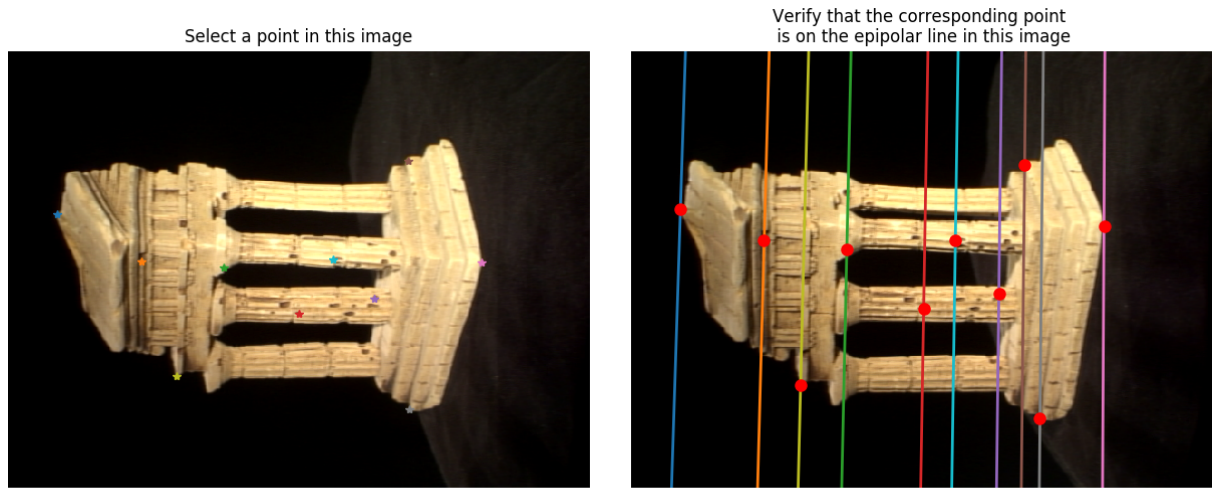 Select a point in this image
Verify that the corresponding point
is on the epipolar line in this image